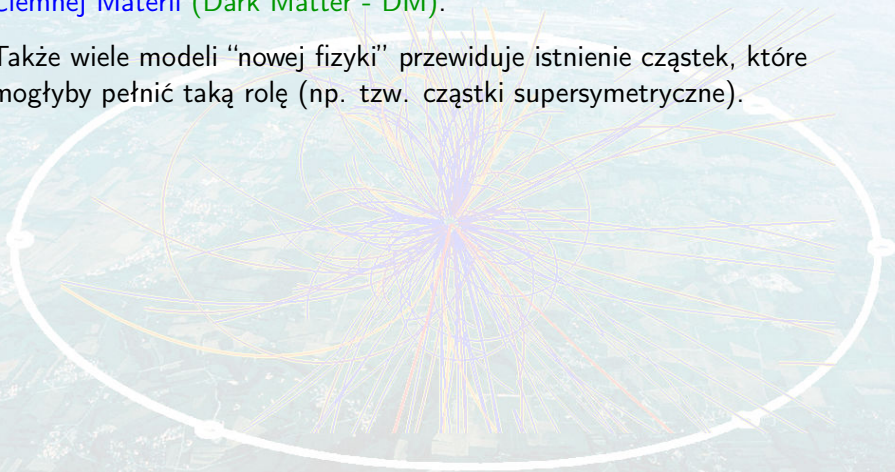 Ciemnej Materii (Dark Matter - DM).
Także wiele modeli “nowej fizyki” przewiduje istnienie cząstek, które
mogłyby pełnić taką rolę (np. tzw. cząstki supersymetryczne).